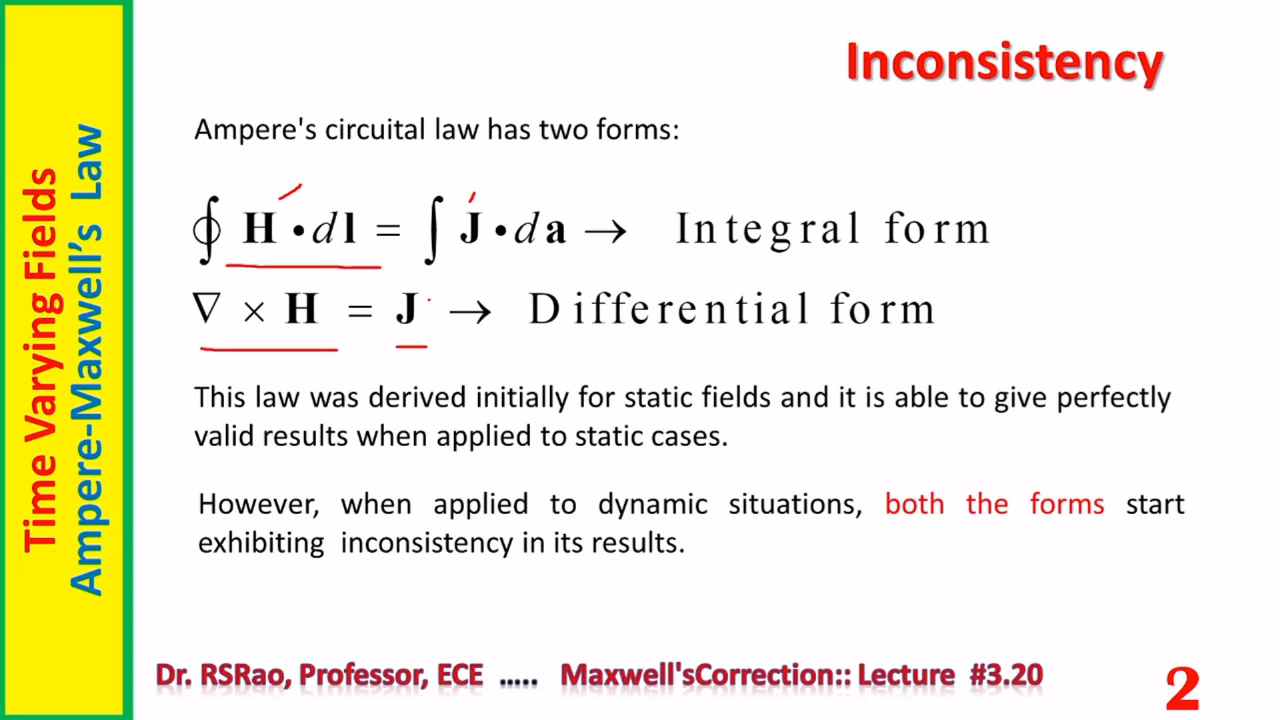 Time Varying Fields
Ampere-Maxwell's Law
Inconsistency
Ampere's circuital law has two forms:
∮ H • dl = ∫ J • da → Integral form
∇ × H = J → Differential form
This law was derived initially for static fields and it is able to give perfectly
valid results when applied to static cases.
However, when applied to dynamic situations, both the forms start
exhibiting inconsistency in its results.
Dr. RSRao, Professor, ECE ..... Maxwell'sCorrection:: Lecture #3.20
2